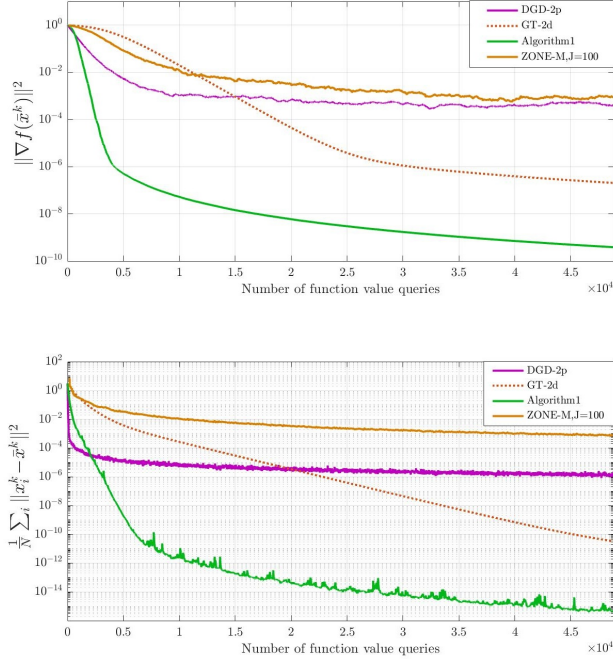 DGD-2p
GT-2d
Algorithm1
ZONE-M,J=100
10^0
10^-2
10^-4
10^-6
10^-8
10^-10
‖∇f(x̄^k)‖^2
0 0.5 1 1.5 2 2.5 3 3.5 4 4.5
×10^4
Number of function value queries
DGD-2p
GT-2d
Algorithm1
ZONE-M,J=100
10^2
10^0
10^-2
10^-4
10^-6
10^-8
10^-10
10^-12
10^-14
1/N ∑_i ‖x_i^k − x̄^k‖^2
0 0.5 1 1.5 2 2.5 3 3.5 4 4.5
×10^4
Number of function value queries